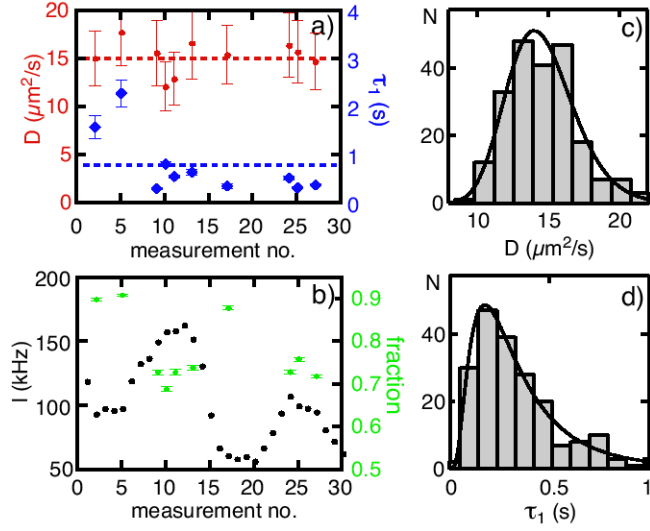 a)
D (μm²/s)
20
15
10
5
0
τ₁ (s)
4
3
2
1
0
0 5 10 15 20 25 30
measurement no.
c)
N
40
20
0
10 15 20
D (μm²/s)
b)
I (kHz)
200
150
100
50
fraction
0.9
0.8
0.7
0.6
0.5
0 5 10 15 20 25 30
measurement no.
d)
N
40
20
0
0 0.5 1
τ₁ (s)